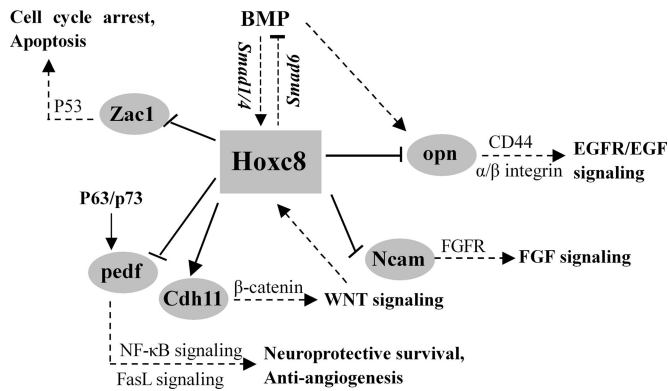 Cell cycle arrest,
Apoptosis
BMP
Smad1/4
Smad6
P53
Zac1
Hoxc8
opn
CD44
α/β integrin
EGFR/EGF
signaling
P63/p73
pedf
Cdh11
β-catenin
WNT signaling
Ncam
FGFR
FGF signaling
NF-κB signaling
FasL signaling
Neuroprotective survival,
Anti-angiogenesis